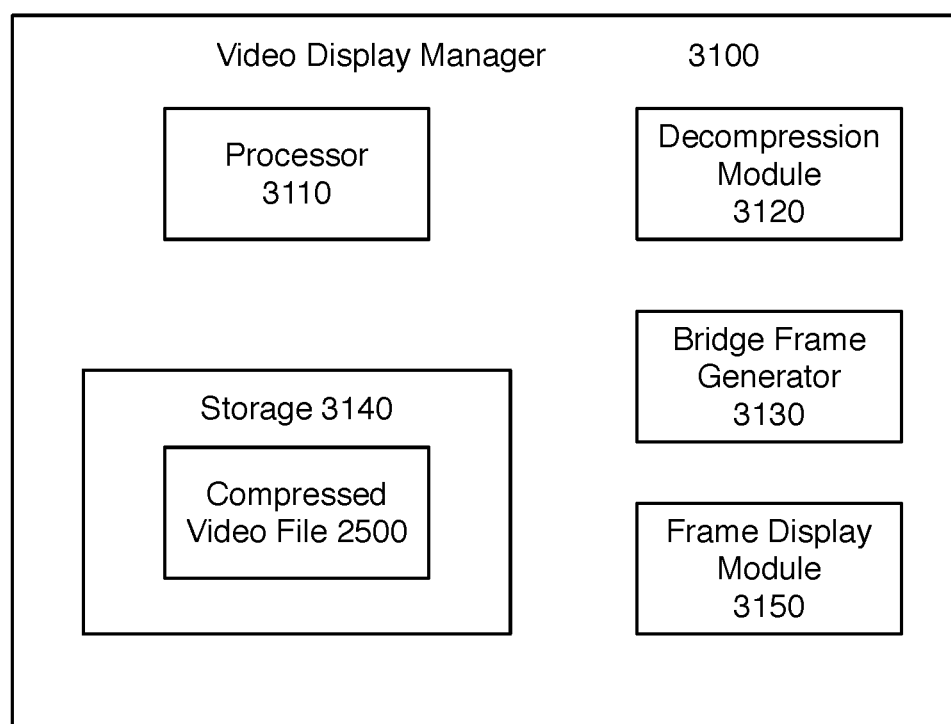 Video Display Manager 3100
Processor
3110
Decompression
Module
3120
Bridge Frame
Generator
3130
Storage 3140
Compressed
Video File 2500
Frame Display
Module
3150